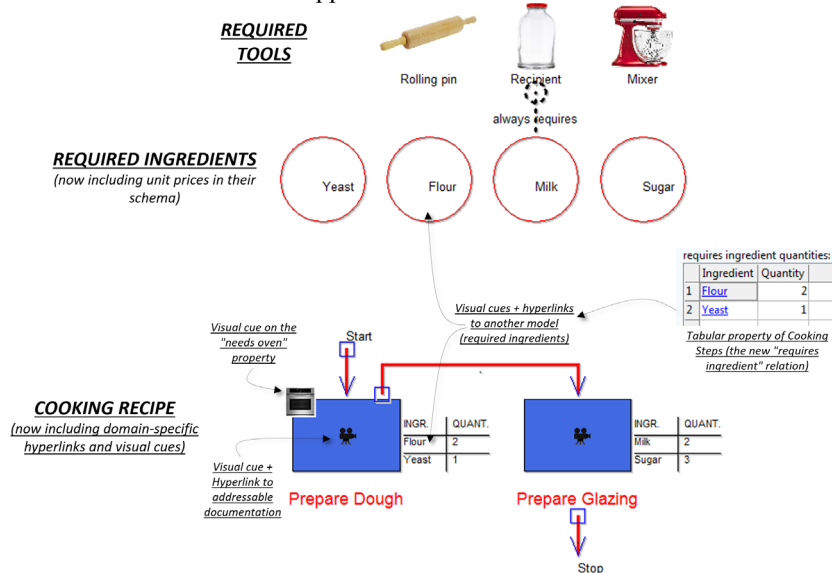 REQUIRED
TOOLS
Rolling pin
Recipient
Mixer
always requires
REQUIRED INGREDIENTS
(now including unit prices in their
schema)
Yeast
Flour
Milk
Sugar
requires ingredient quantities:
Ingredient Quantity
1 Flour 2
2 Yeast 1
Tabular property of Cooking
Steps (the new "requires
ingredient" relation)
Visual cues + hyperlinks
to another model
(required ingredients)
Visual cue on the
"needs oven"
property
Start
COOKING RECIPE
(now including domain-specific
hyperlinks and visual cues)
Visual cue +
Hyperlink to
addressable
documentation
INGR. QUANT.
Flour 2
Yeast 1
Prepare Dough
INGR. QUANT.
Milk 2
Sugar 3
Prepare Glazing
Stop